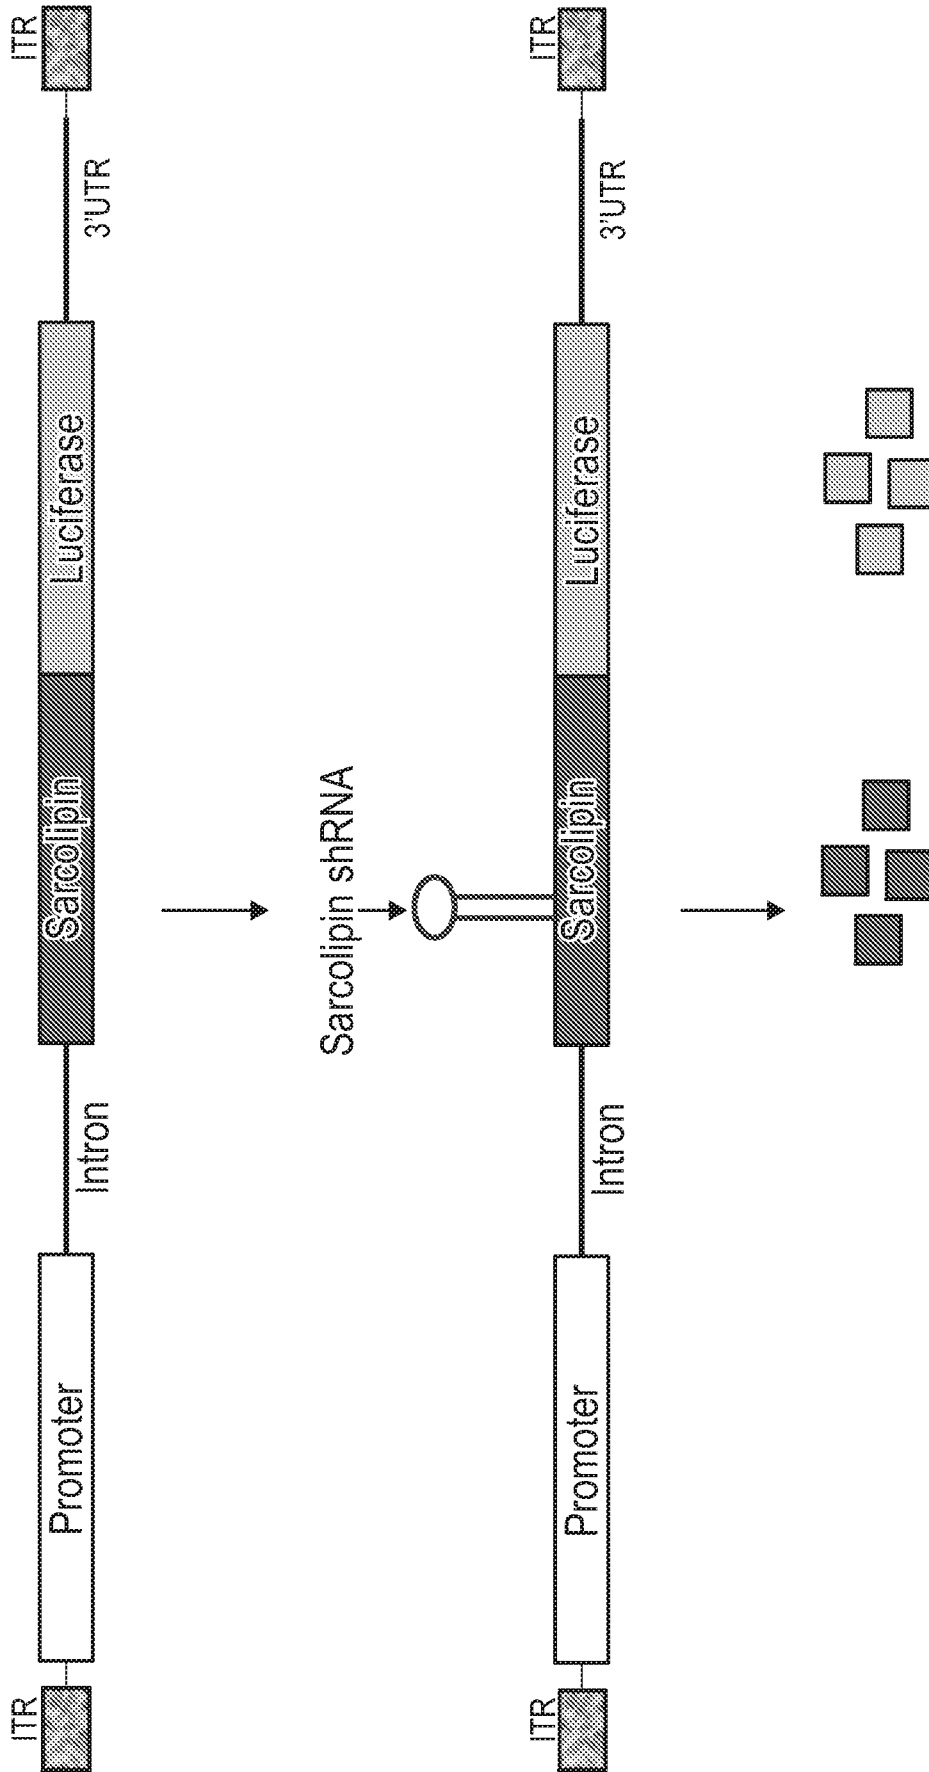 ITR
Promoter
Intron
Sarcolipin
Luciferase
3'UTR
ITR
Sarcolipin shRNA
ITR
Promoter
Intron
Sarcolipin
Luciferase
3'UTR
ITR